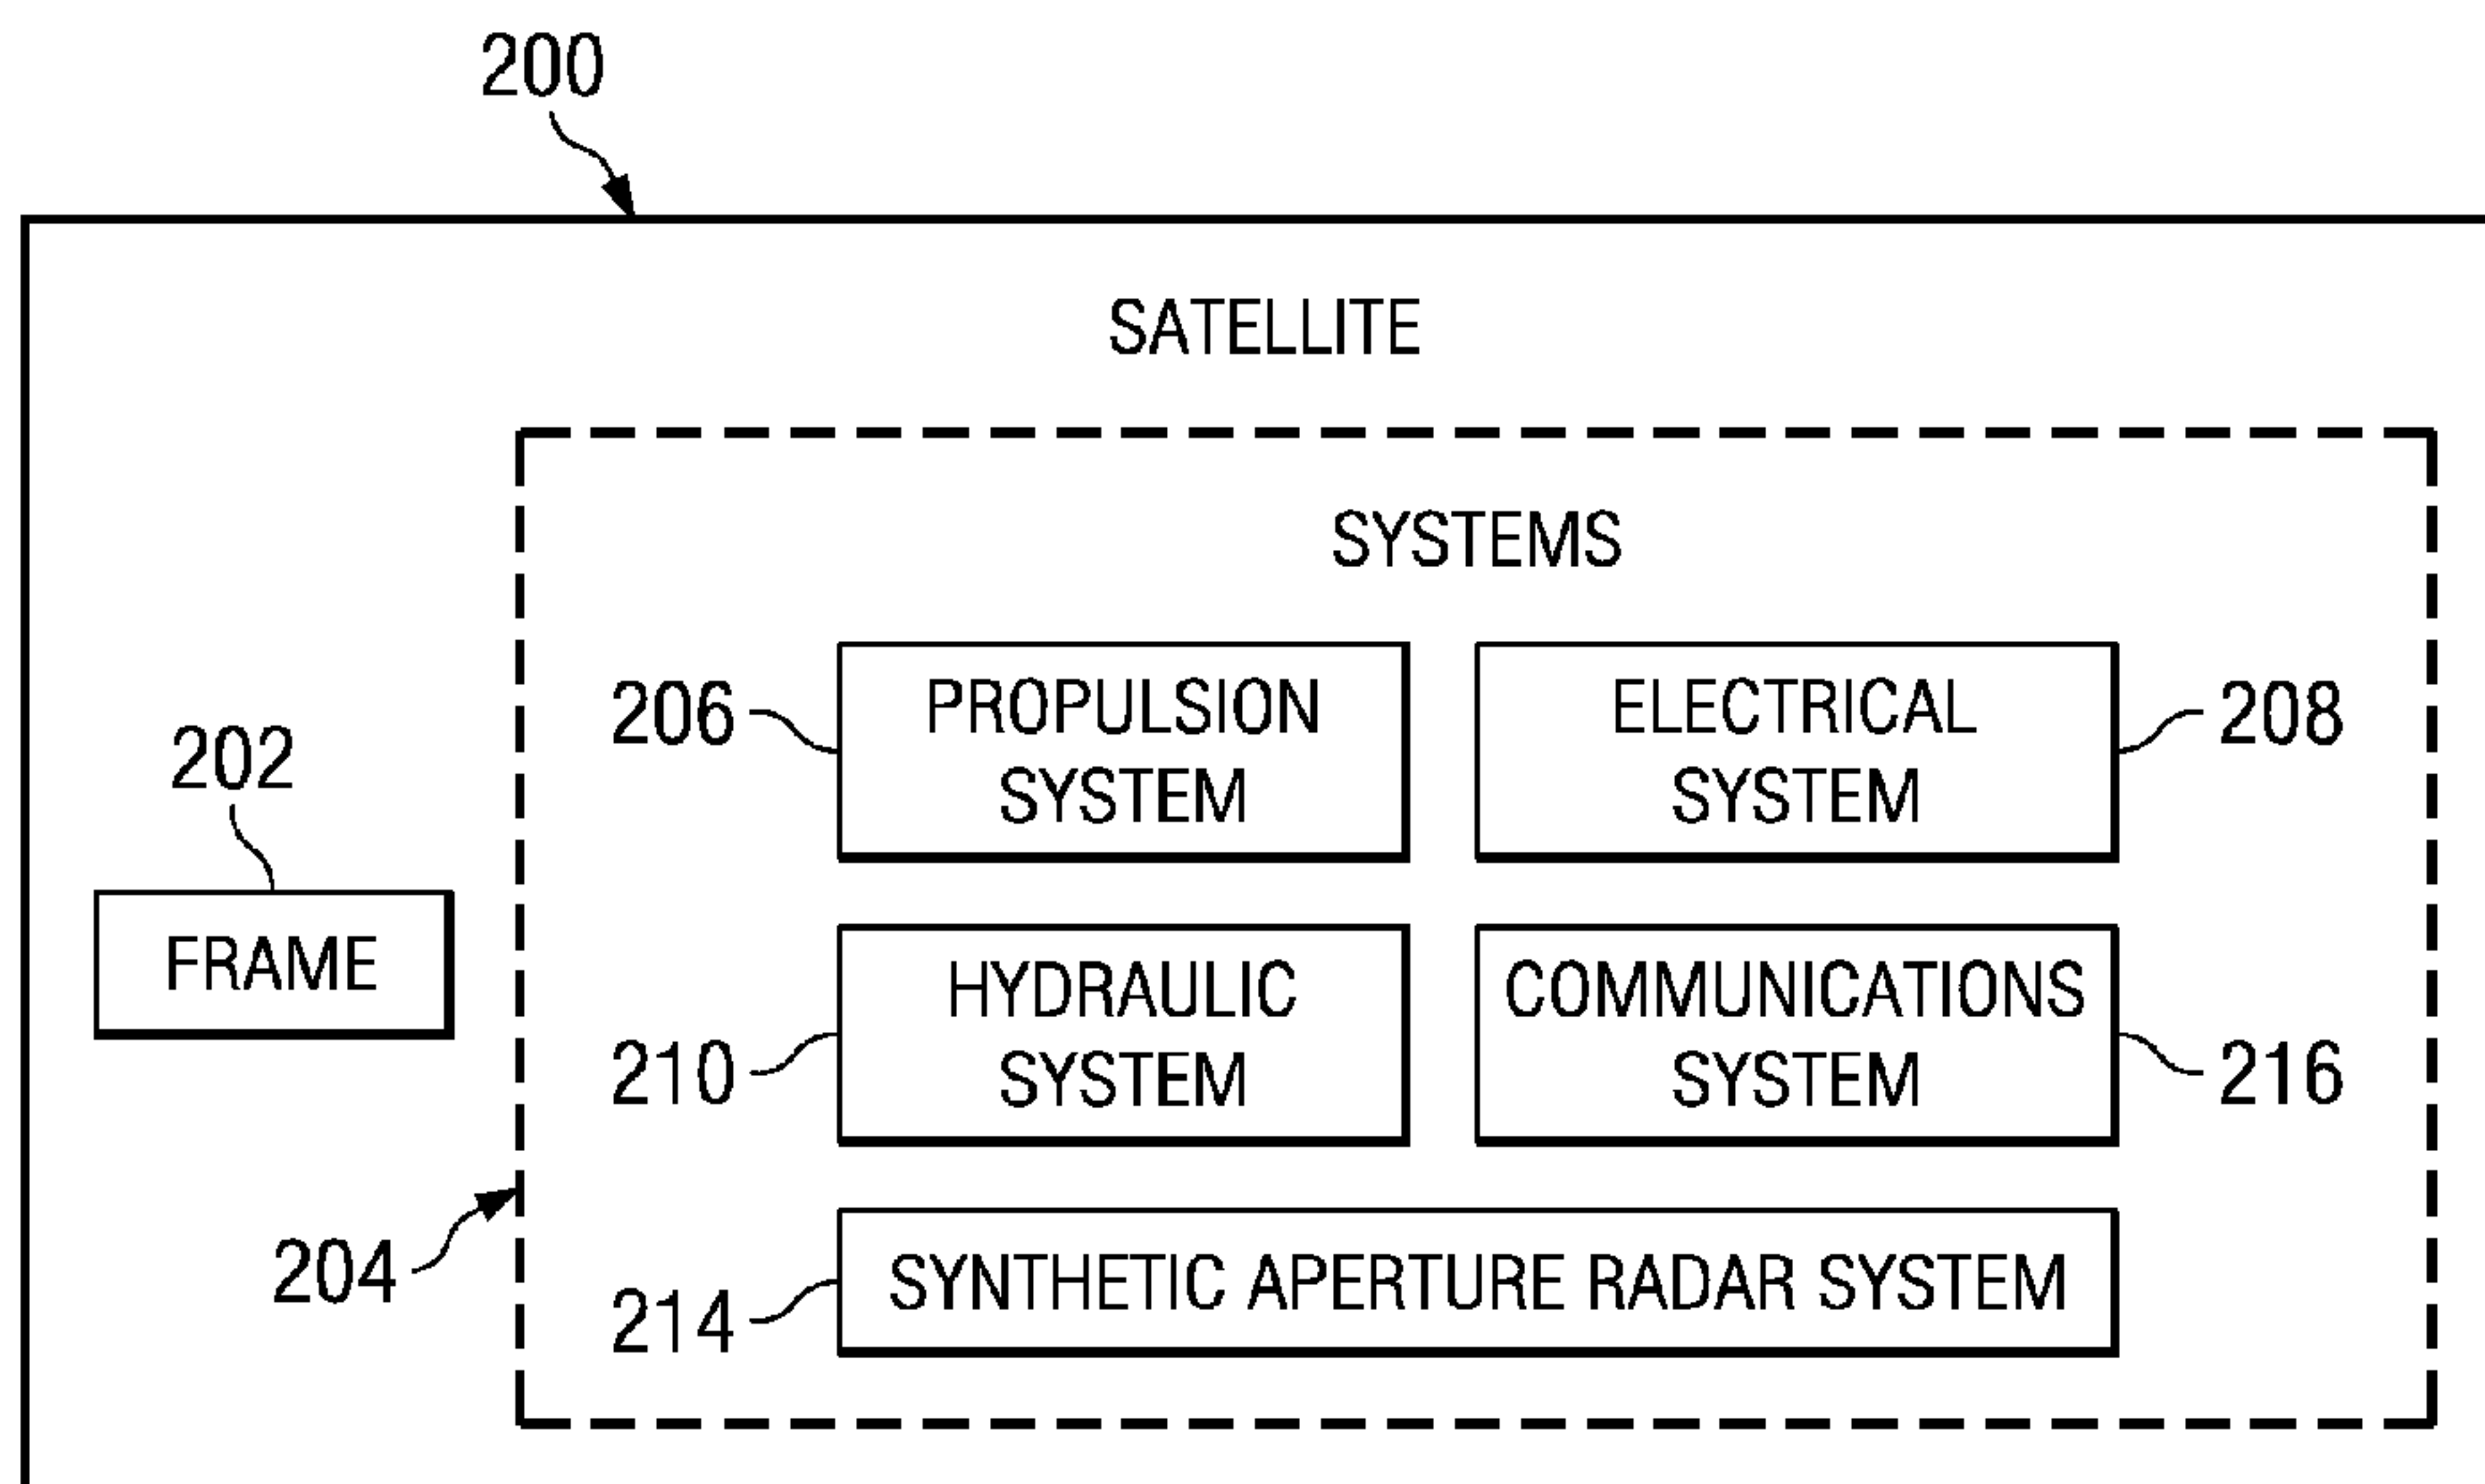 200
SATELLITE
SYSTEMS
206
PROPULSION
SYSTEM
ELECTRICAL
SYSTEM
208
202
FRAME
210
HYDRAULIC
SYSTEM
COMMUNICATIONS
SYSTEM
216
204
214
SYNTHETIC APERTURE RADAR SYSTEM